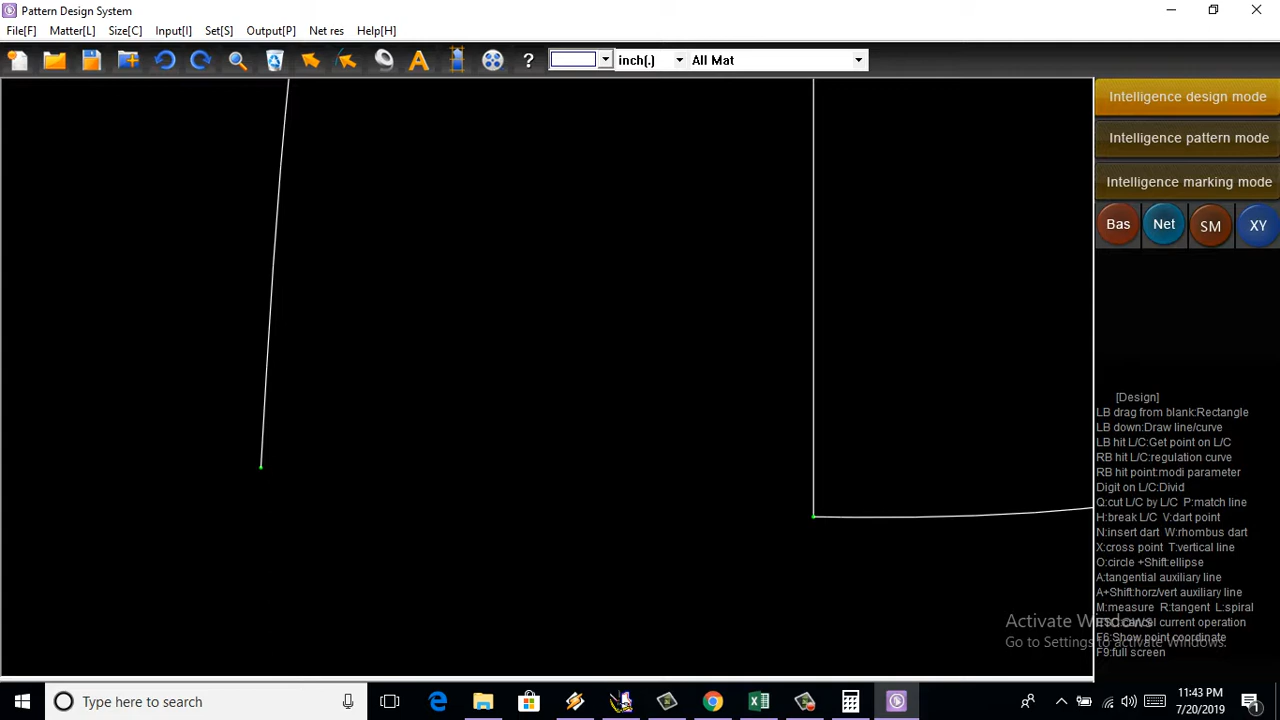 Pattern Design System
File[F] Matter[L] Size[C] Input[I] Set[S] Output[P] Net res Help[H]
A ? inch(.) All Mat
Intelligence design mode
Intelligence pattern mode
Intelligence marking mode
Bas Net SM XY
[Design]
LB drag from blank:Rectangle
LB down:Draw line/curve
LB hit L/C:Get point on L/C
RB hit L/C:regulation curve
RB hit point:modi parameter
Digit on L/C:Divid
Q:cut L/C by L/C P:match line
H:break L/C V:dart point
N:insert dart W:rhombus dart
X:cross point T:vertical line
O:circle +Shift:ellipse
A:tangential auxiliary line
A+Shift:horz/vert auxiliary line
M:measure R:tangent L:spiral
current operation
F6:Show point coordinate
F9:full screen
Activate Windows
Go to Settings to activate Windows.
Type here to search
11:43 PM
7/20/2019